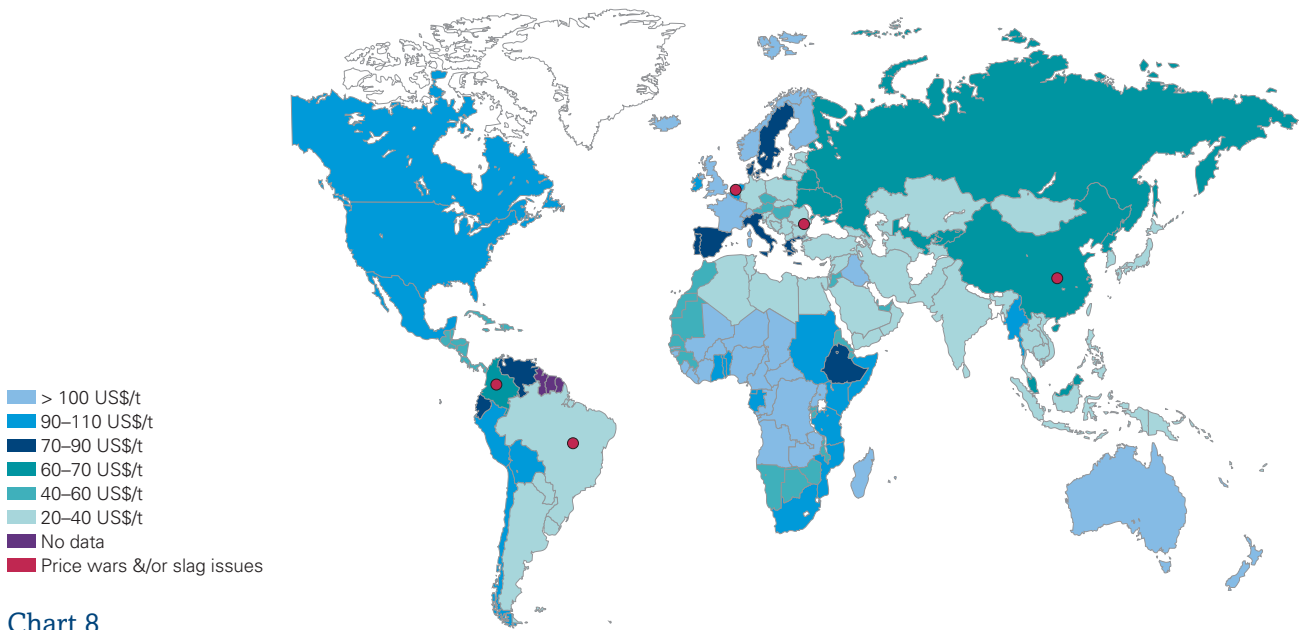 > 100 US$/t
90–110 US$/t
70–90 US$/t
60–70 US$/t
40–60 US$/t
20–40 US$/t
No data
Price wars &/or slag issues
Chart 8